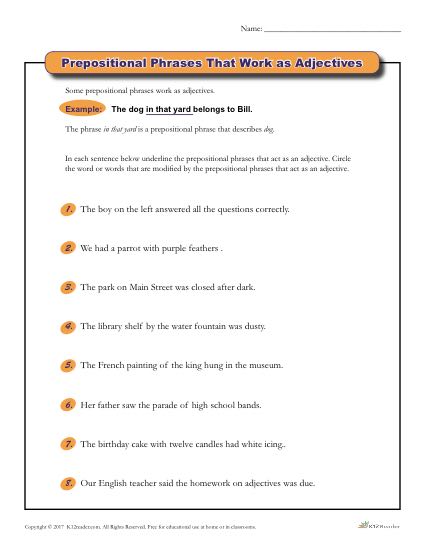 Name: ___________________________________
Prepositional Phrases That Work as Adjectives
Some prepositional phrases work as adjectives.
Example: The dog in that yard belongs to Bill.
The phrase in that yard is a prepositional phrase that describes dog.
In each sentence below underline the prepositional phrases that act as an adjective. Circle
the word or words that are modified by the prepositional phrases that act as an adjective.
1. The boy on the left answered all the questions correctly.
2. We had a parrot with purple feathers .
3. The park on Main Street was closed after dark.
4. The library shelf by the water fountain was dusty.
5. The French painting of the king hung in the museum.
6. Her father saw the parade of high school bands.
7. The birthday cake with twelve candles had white icing..
8. Our English teacher said the homework on adjectives was due.
Copyright © 2017 K12reader.com. All Rights Reserved. Free for educational use at home or in classrooms.
K12Reader